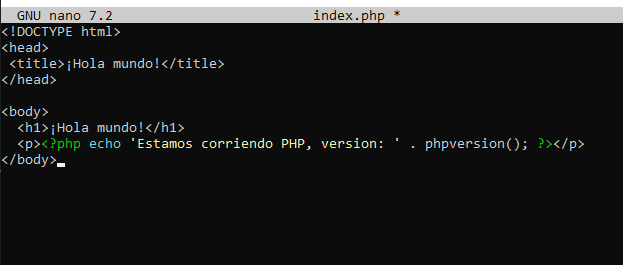 GNU nano 7.2 index.php *
<!DOCTYPE html>
<head>
<title>¡Hola mundo!</title>
</head>
<body>
<h1>¡Hola mundo!</h1>
<p><?php echo 'Estamos corriendo PHP, version: ' . phpversion(); ?></p>
</body>